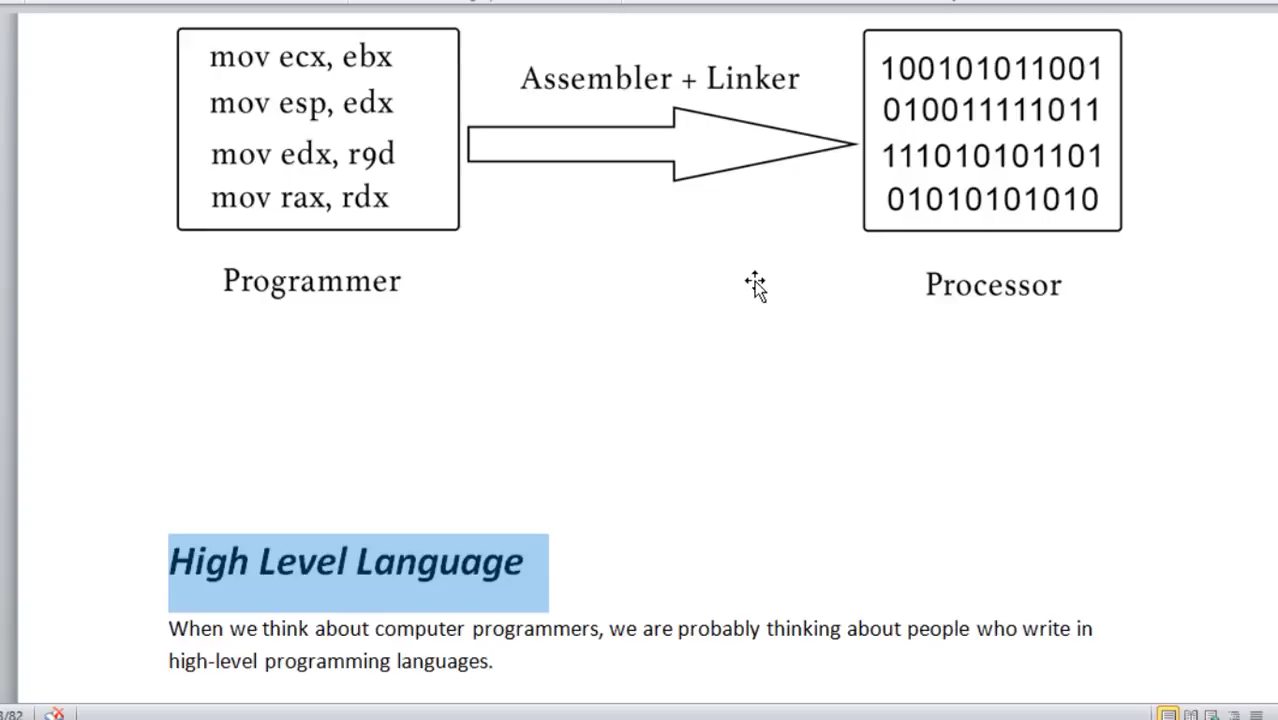 mov ecx, ebx
mov esp, edx
mov edx, r9d
mov rax, rdx
Assembler + Linker
100101011001
010011111011
111010101101
01010101010
Programmer
Processor
High Level Language
When we think about computer programmers, we are probably thinking about people who write in
high-level programming languages.